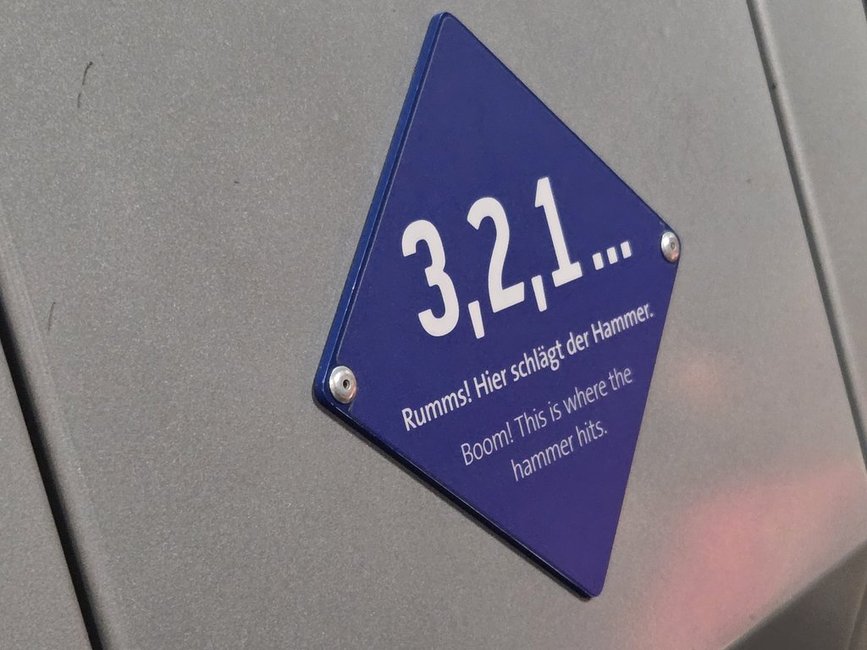 3,2,1...
Rumms! Hier schlägt der Hammer.
Boom! This is where the
hammer hits.